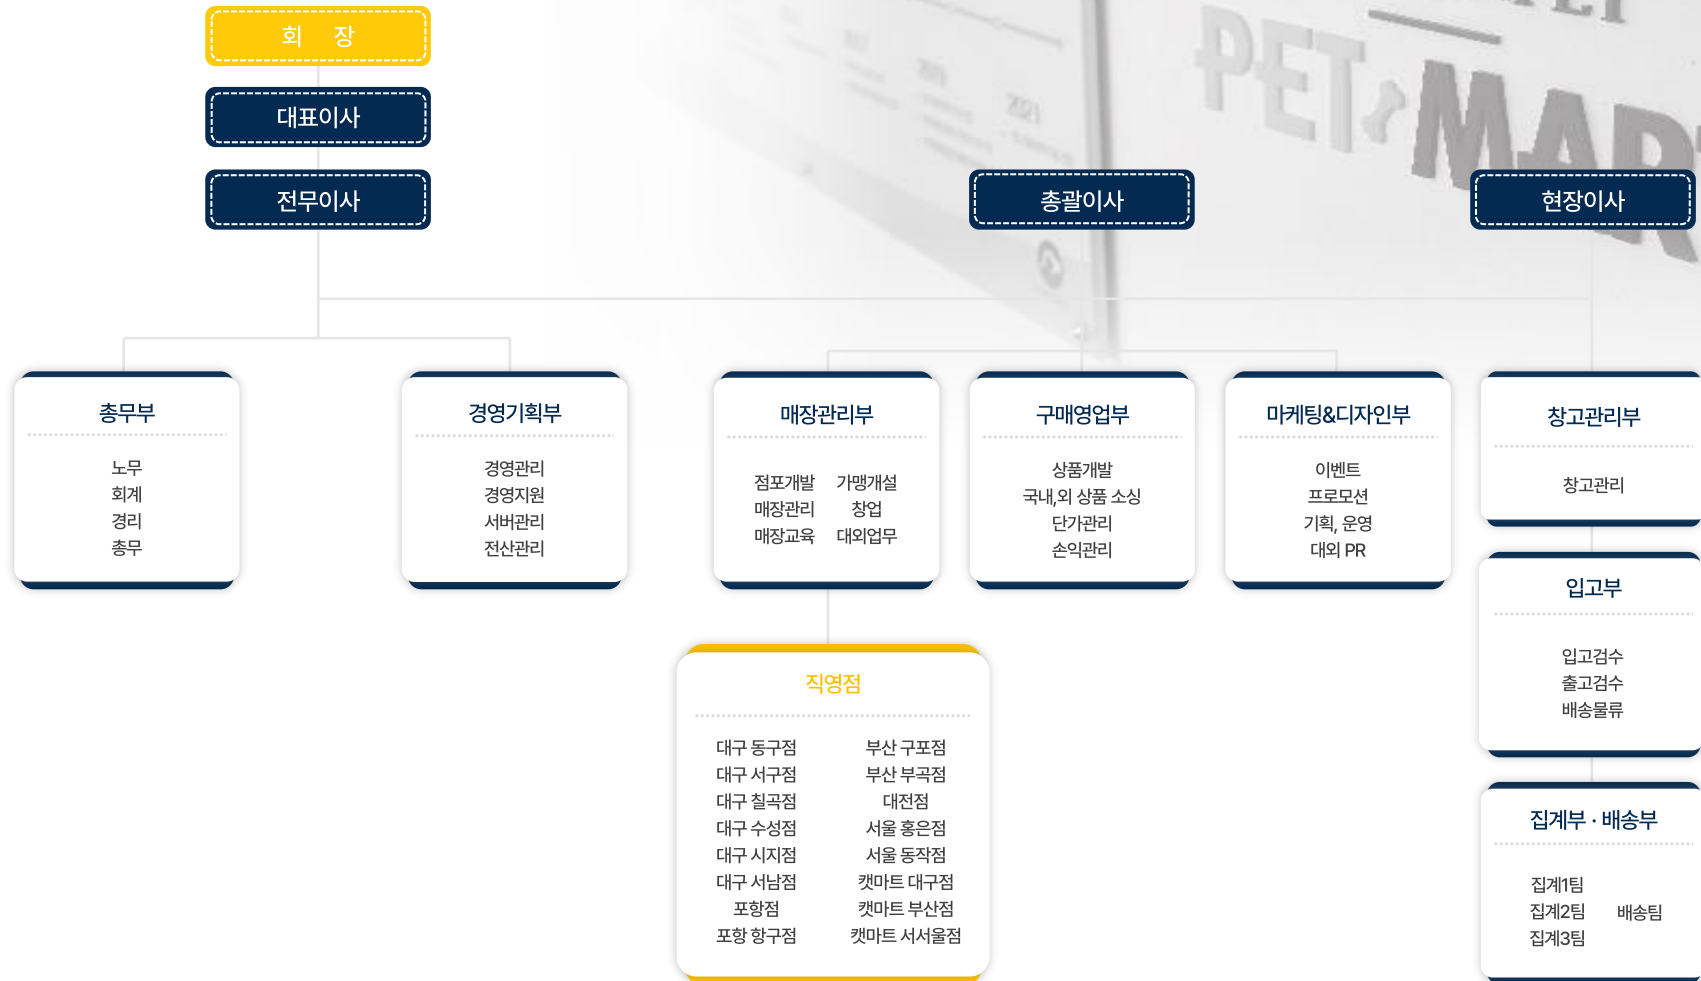 회 장
대표이사
전무이사
총괄이사
현장이사
PET MART
2021
총무부
노무
회계
경리
총무
경영기획부
경영관리
경영지원
서버관리
전산관리
매장관리부
점포개발 가맹개설
매장관리 창업
매장교육 대외업무
구매영업부
상품개발
국내,외 상품 소싱
단가관리
손익관리
마케팅&디자인부
이벤트
프로모션
기획, 운영
대외 PR
창고관리부
창고관리
입고부
입고검수
출고검수
배송물류
집계부 · 배송부
집계1팀
집계2팀 배송팀
집계3팀
직영점
대구 동구점 부산 구포점
대구 서구점 부산 부곡점
대구 칠곡점 대전점
대구 수성점 서울 홍은점
대구 시지점 서울 동작점
대구 서남점 캣마트 대구점
포항점 캣마트 부산점
포항 항구점 캣마트 서서울점